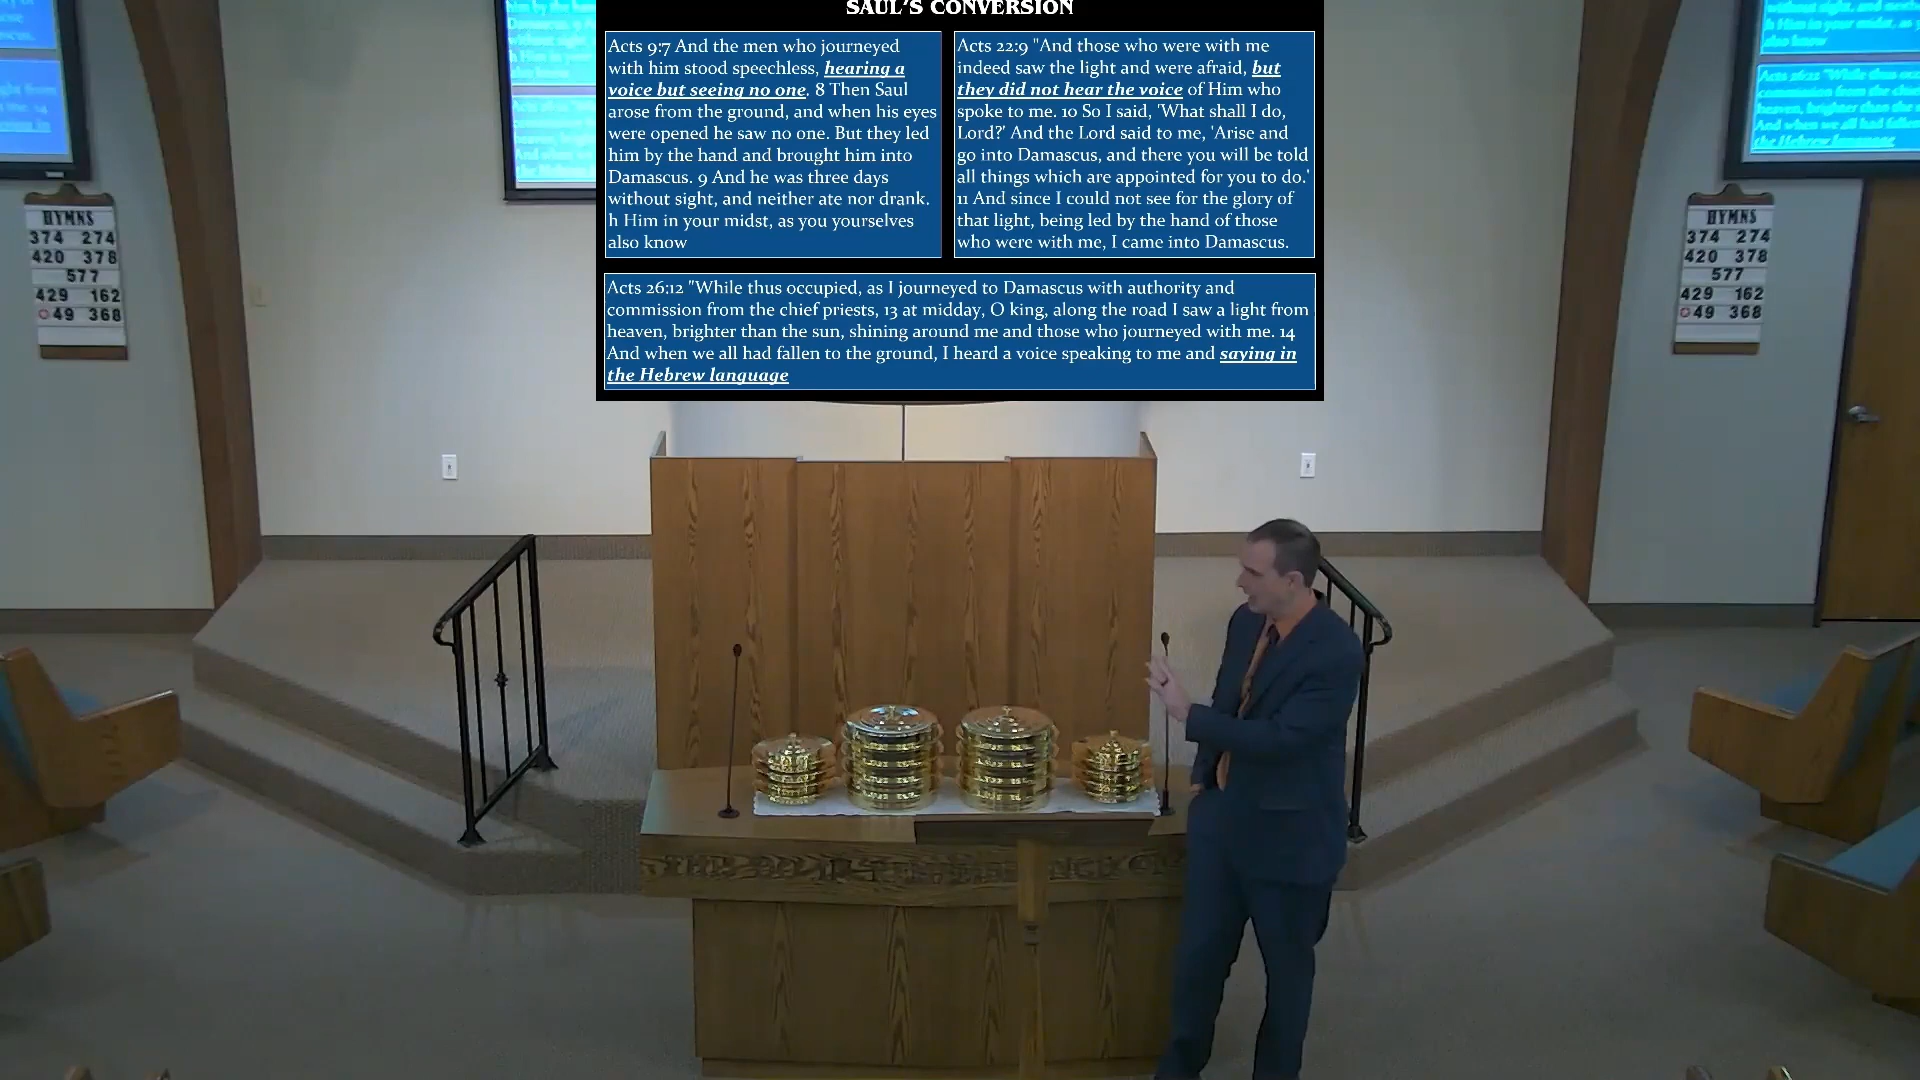 SAUL'S CONVERSION
Acts 9:7 And the men who journeyed
with him stood speechless, hearing a
voice but seeing no one. 8 Then Saul
arose from the ground, and when his eyes
were opened he saw no one. But they led
him by the hand and brought him into
Damascus. 9 And he was three days
without sight, and neither ate nor drank.
h Him in your midst, as you yourselves
also know
Acts 22:9 "And those who were with me
indeed saw the light and were afraid, but
they did not hear the voice of Him who
spoke to me. 10 So I said, 'What shall I do,
Lord?' And the Lord said to me, 'Arise and
go into Damascus, and there you will be told
all things which are appointed for you to do.'
11 And since I could not see for the glory of
that light, being led by the hand of those
who were with me, I came into Damascus.
Acts 26:12 "While thus occupied, as I journeyed to Damascus with authority and
commission from the chief priests, 13 at midday, O king, along the road I saw a light from
heaven, brighter than the sun, shining around me and those who journeyed with me. 14
And when we all had fallen to the ground, I heard a voice speaking to me and saying in
the Hebrew language
HYMNS
374 274
420 378
577
429 162
49 368
HYMNS
374 274
420 378
577
429 162
49 368